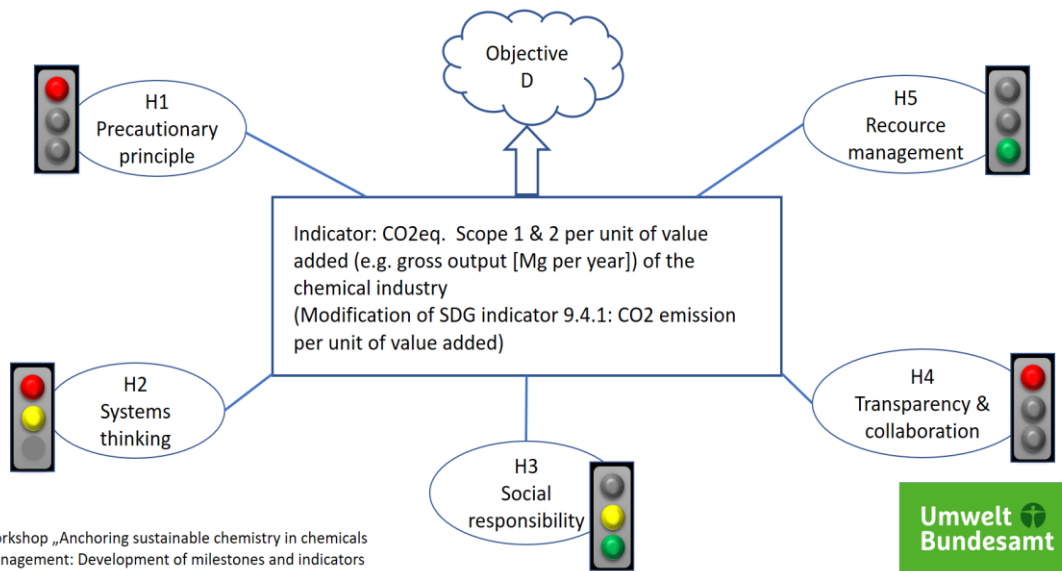 Objective
D
H1
Precautionary
principle
H5
Recource
management
Indicator: CO2eq.  Scope 1 & 2 per unit of value
added (e.g. gross output [Mg per year]) of the
chemical industry
(Modification of SDG indicator 9.4.1: CO2 emission
per unit of value added)
H2
Systems
thinking
H4
Transparency &
collaboration
H3
Social
responsibility
orkshop „Anchoring sustainable chemistry in chemicals
nagement: Development of milestones and indicators
Umwelt
Bundesamt